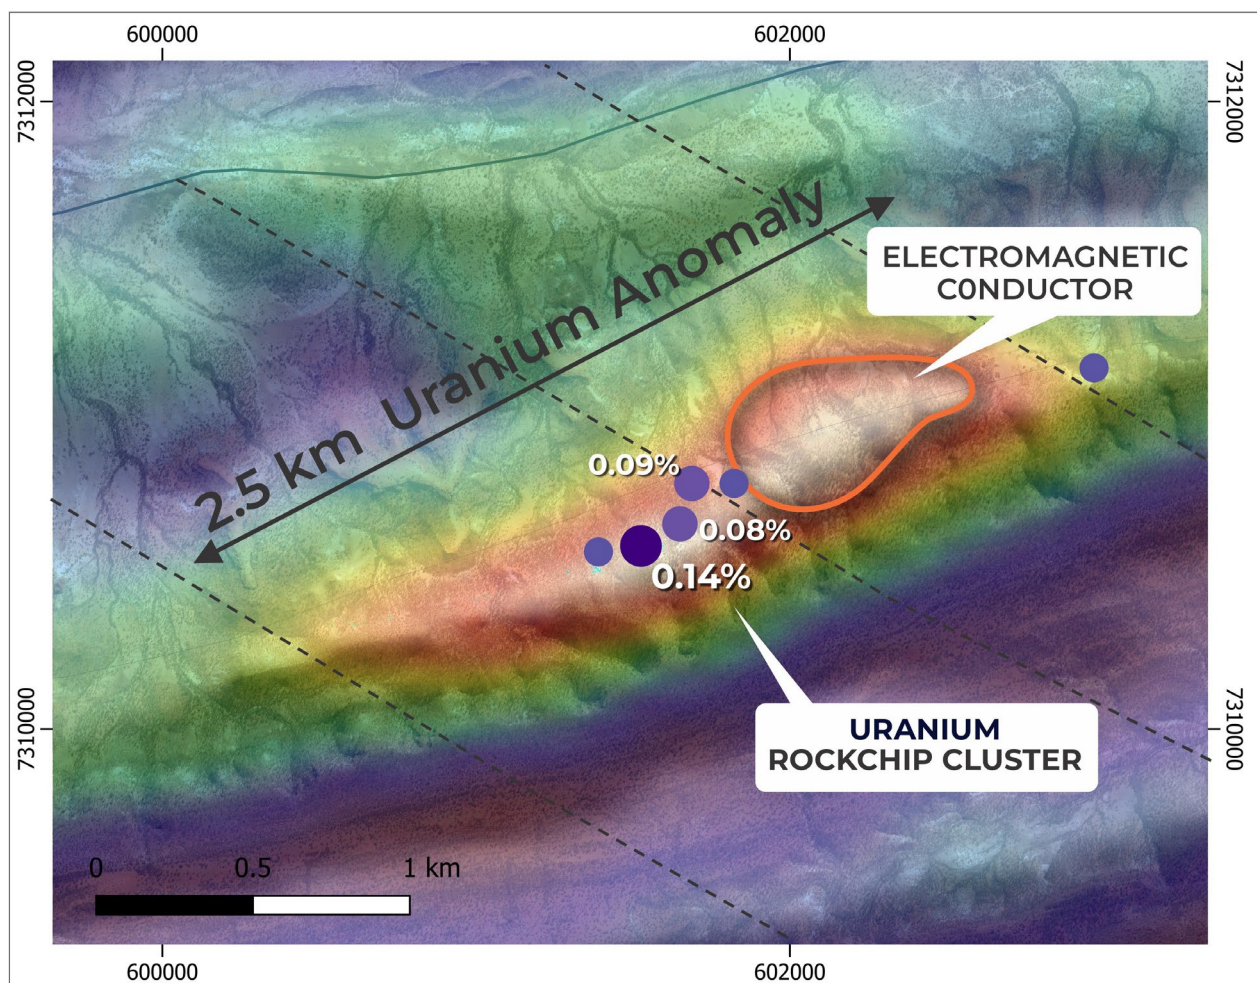 600000
602000
7312000
7312000
2.5 km Uranium Anomaly
ELECTROMAGNETIC
C0NDUCTOR
0.09%
0.08%
0.14%
7310000
7310000
URANIUM
ROCKCHIP CLUSTER
0 0.5 1 km
600000
602000